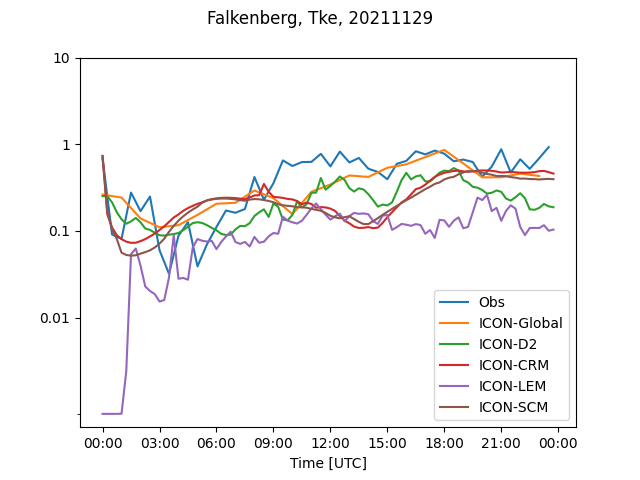 Falkenberg, Tke, 20211129
10
1
0.1
0.01
Obs
ICON-Global
ICON-D2
ICON-CRM
ICON-LEM
ICON-SCM
00:00 03:00 06:00 09:00 12:00 15:00 18:00 21:00 00:00
Time [UTC]